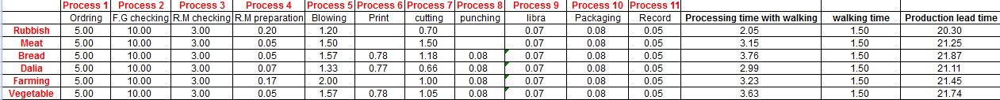 Process 1 Process 2 Process 3 Process 4 Process 5 Process 6 Process 7 Process 8 Process 9 Process 10 Process 11
Ordring F.G checking R.M checking R.M preparation Blowing Print cutting punching libra Packaging Record Processing time with walking walking time Production lead time
Rubbish 5.00 10.00 3.00 0.20 1.20 0.70 0.07 0.08 0.05 2.05 1.50 20.30
Meat 5.00 10.00 3.00 0.05 1.50 1.50 0.07 0.08 0.05 3.15 1.50 21.25
Bread 5.00 10.00 3.00 0.05 1.57 0.78 1.18 0.08 0.07 0.08 0.05 3.76 1.50 21.87
Dalia 5.00 10.00 3.00 0.07 1.33 0.77 0.66 0.08 0.07 0.08 0.05 2.99 1.50 21.11
Farming 5.00 10.00 3.00 0.17 2.00 1.00 0.08 0.07 0.08 0.05 3.23 1.50 21.45
Vegetable 5.00 10.00 3.00 0.05 1.57 0.78 1.05 0.08 0.07 0.08 0.05 3.63 1.50 21.74